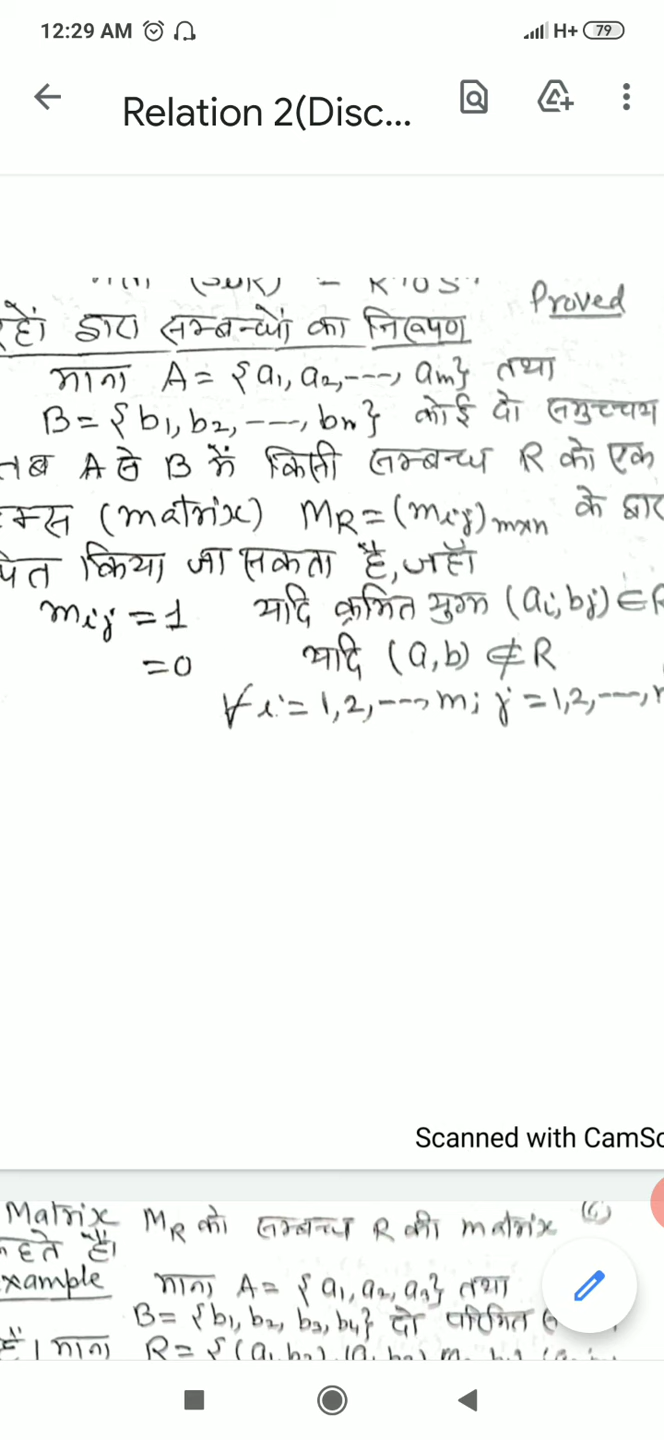 12:29 AM H+ 79
Relation 2(Disc...
Proved
द्वारा सम्बन्धों का निरूपण
माना A = {a₁, a₂, ---, aₘ} तथा
B = {b₁, b₂, ---, bₙ} कोई दो समुच्चय
तब A से B में किसी सम्बन्ध R को एक
(matrix) M_R = (mᵢⱼ)ₘₓₙ के द्वार
पित किया जा सकता है, जहाँ
mᵢⱼ = 1 यदि क्रमित युग्म (aᵢ, bⱼ) ∈ R
= 0 यदि (a, b) ∉ R
∀ i = 1, 2, ---, m; j = 1, 2, ---, n
Scanned with CamSc
Matrix M_R को सम्बन्ध R की matrix (6)
कहते हैं।
xample माना A = {a₁, a₂, a₃} तथा
B = {b₁, b₂, b₃, b₄} दो परिमित
हैं। माना R = {(a,